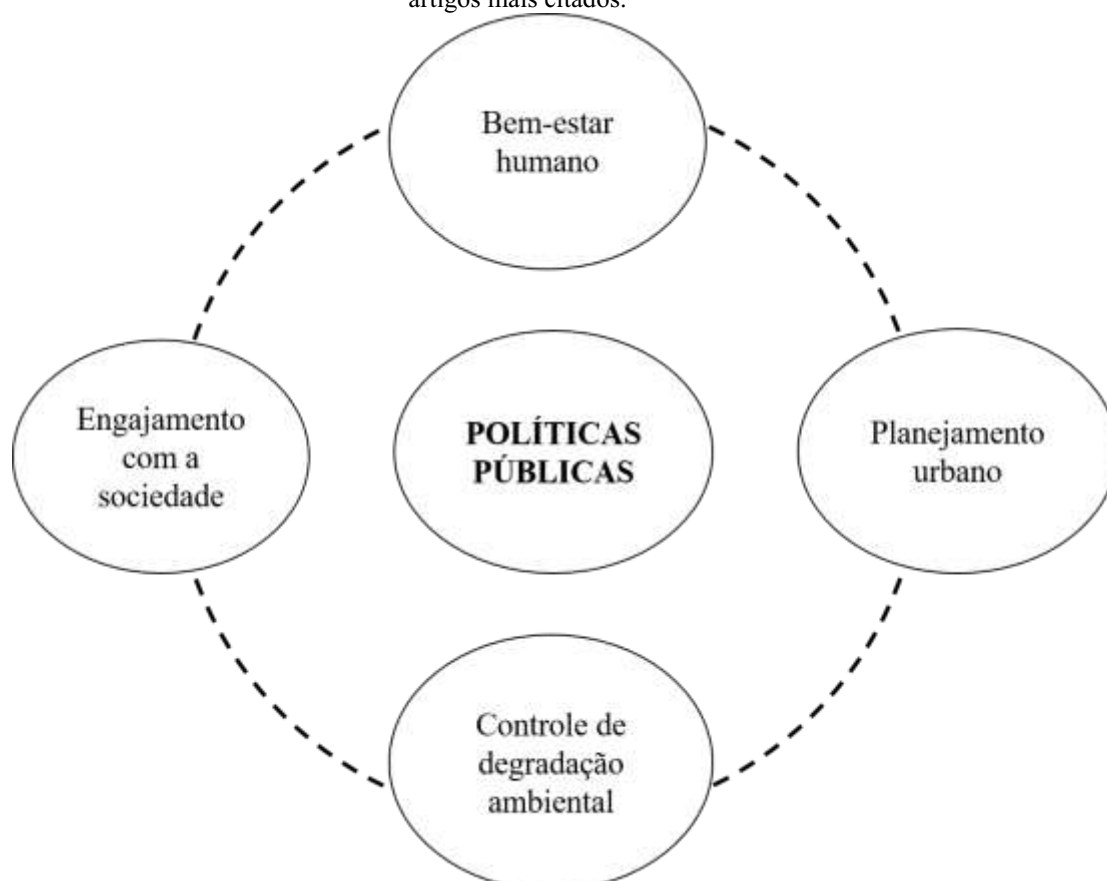 artigos mais citados.
Bem-estar
humano
Engajamento
com a
sociedade
POLÍTICAS
PÚBLICAS
Planejamento
urbano
Controle de
degradação
ambiental